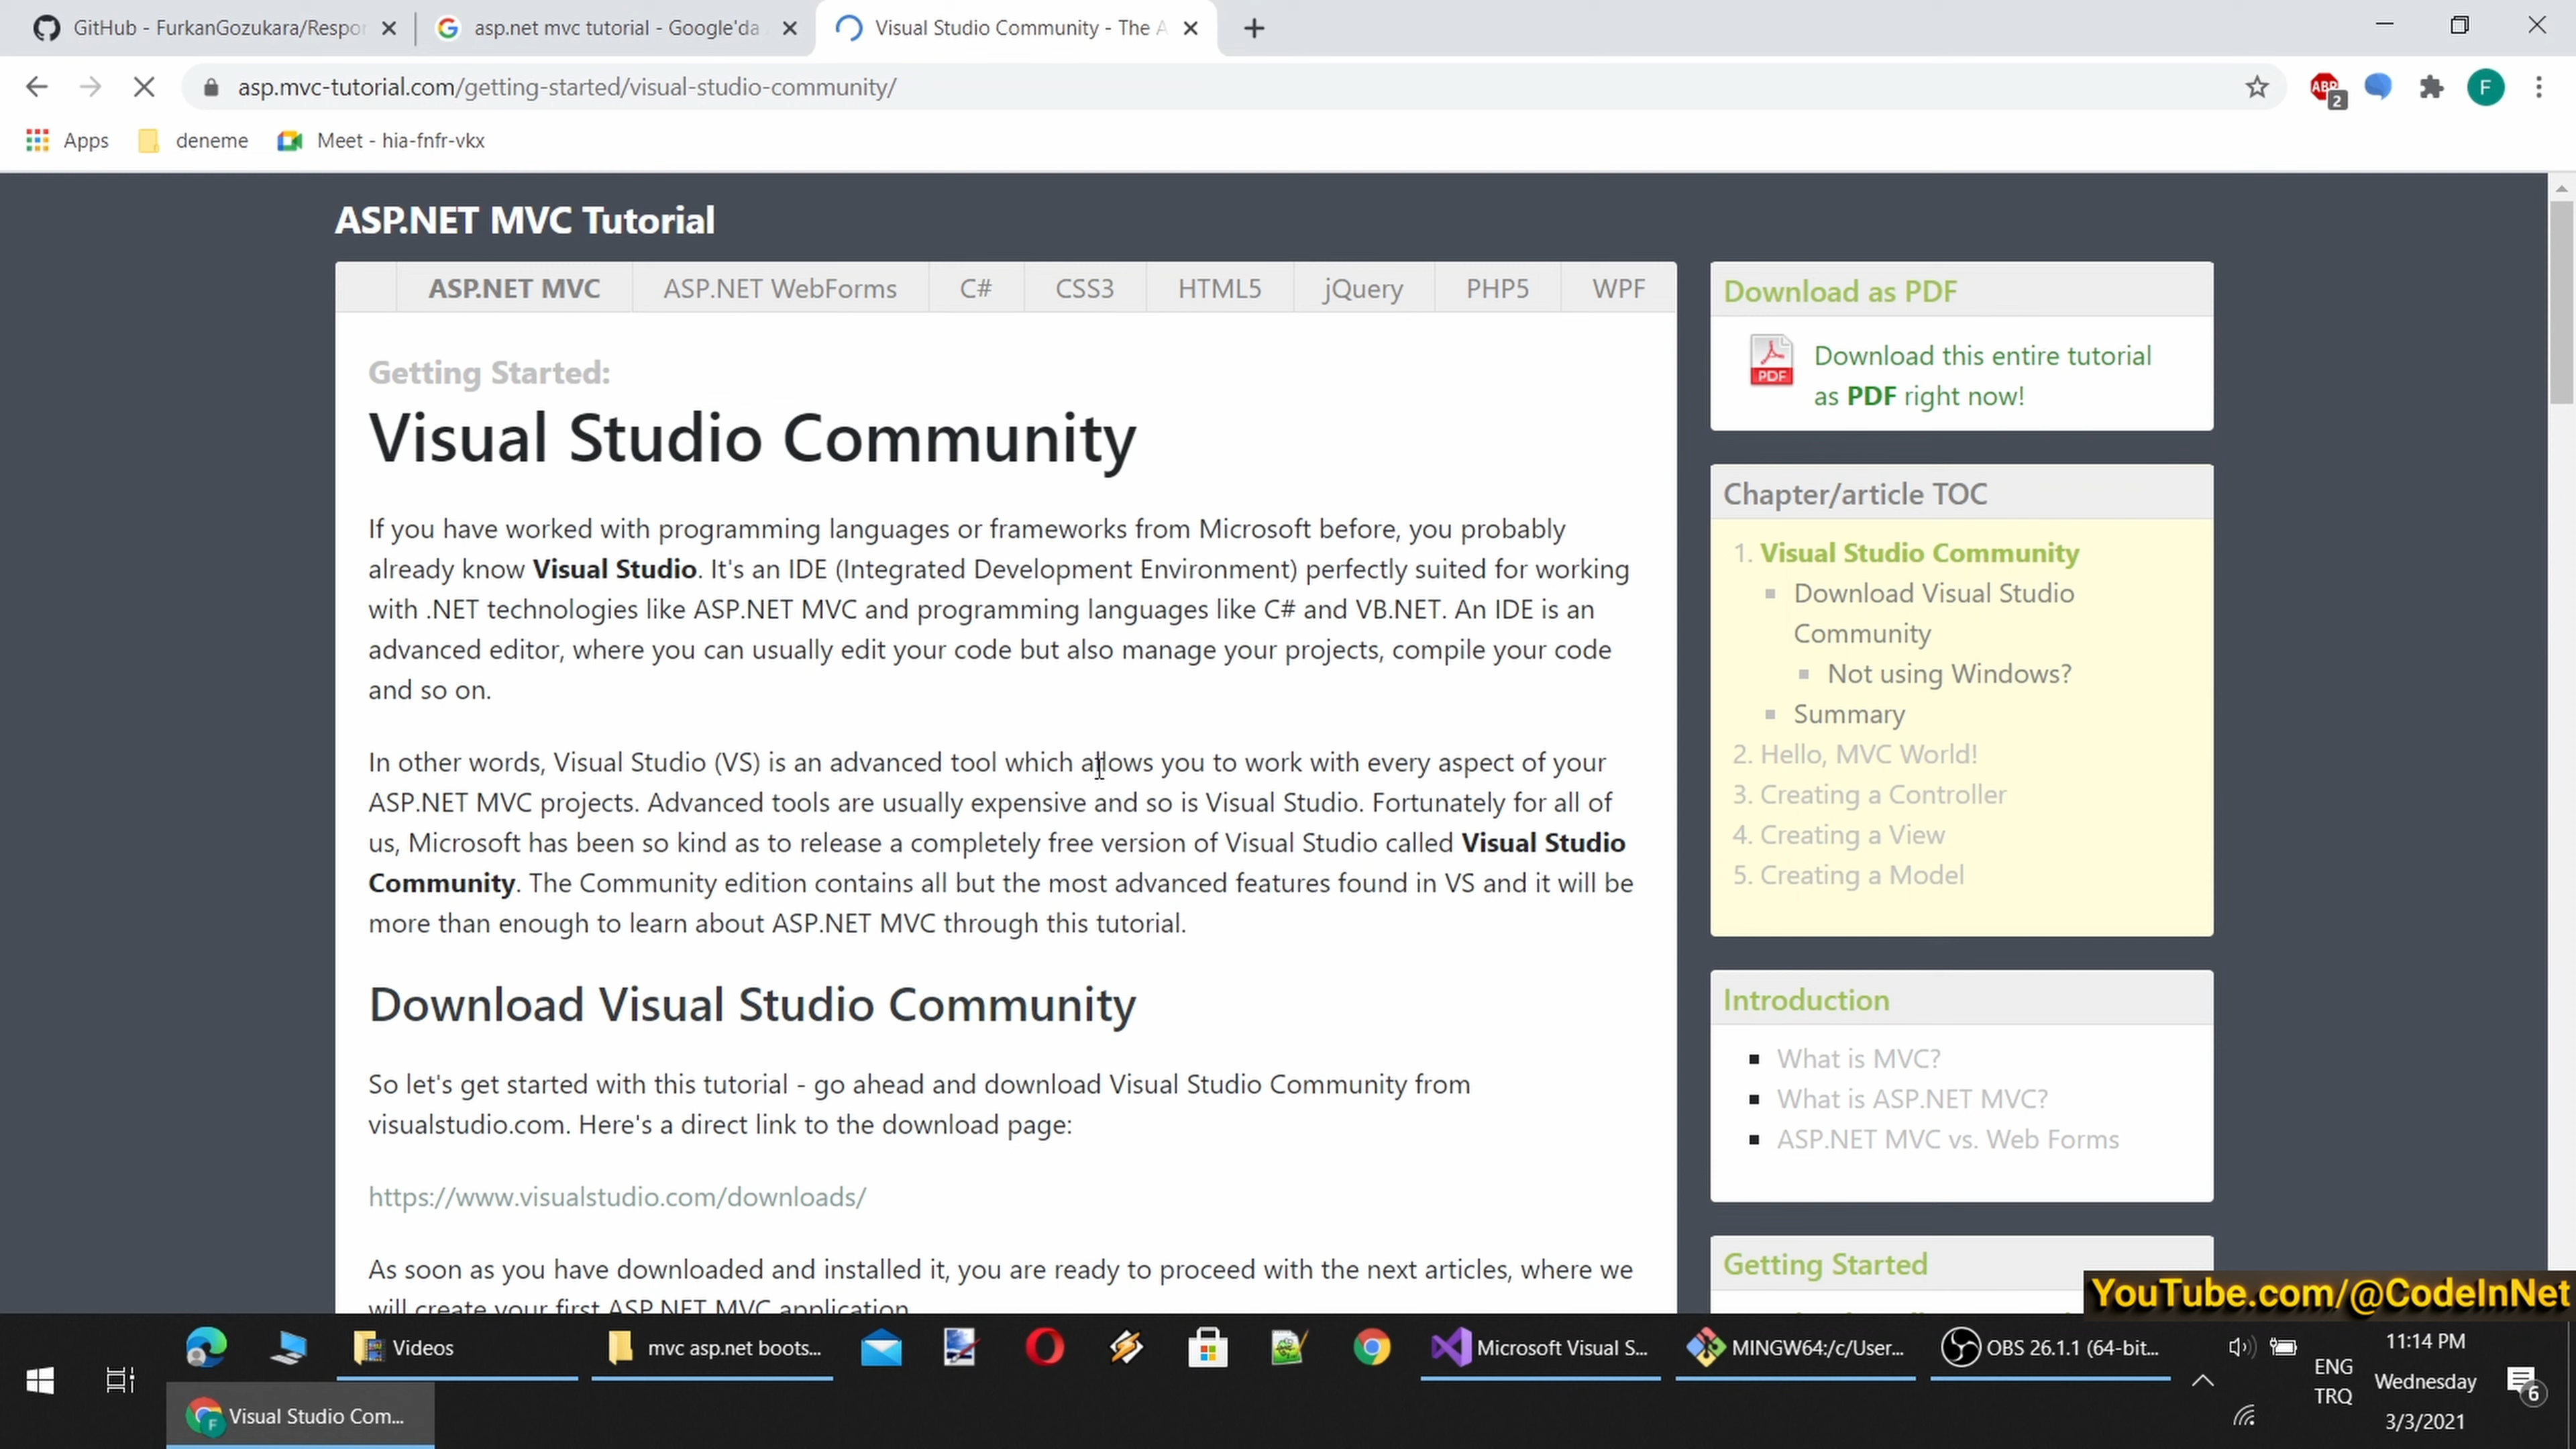 GitHub - FurkanGozukara/Respor
asp.net mvc tutorial - Google'da
Visual Studio Community - The A
asp.mvc-tutorial.com/getting-started/visual-studio-community/
ABP
2
F
Apps
deneme
Meet - hia-fnfr-vkx
ASP.NET MVC Tutorial
ASP.NET MVC
ASP.NET WebForms
C#
CSS3
HTML5
jQuery
PHP5
WPF
Getting Started:
Visual Studio Community
If you have worked with programming languages or frameworks from Microsoft before, you probably
already know Visual Studio. It's an IDE (Integrated Development Environment) perfectly suited for working
with .NET technologies like ASP.NET MVC and programming languages like C# and VB.NET. An IDE is an
advanced editor, where you can usually edit your code but also manage your projects, compile your code
and so on.
In other words, Visual Studio (VS) is an advanced tool which allows you to work with every aspect of your
ASP.NET MVC projects. Advanced tools are usually expensive and so is Visual Studio. Fortunately for all of
us, Microsoft has been so kind as to release a completely free version of Visual Studio called Visual Studio
Community. The Community edition contains all but the most advanced features found in VS and it will be
more than enough to learn about ASP.NET MVC through this tutorial.
Download Visual Studio Community
So let's get started with this tutorial - go ahead and download Visual Studio Community from
visualstudio.com. Here's a direct link to the download page:
https://www.visualstudio.com/downloads/
As soon as you have downloaded and installed it, you are ready to proceed with the next articles, where we
will create your first ASP.NET MVC application
Download as PDF
PDF
Download this entire tutorial
as PDF right now!
Chapter/article TOC
1. Visual Studio Community
Download Visual Studio
Community
Not using Windows?
Summary
2. Hello, MVC World!
3. Creating a Controller
4. Creating a View
5. Creating a Model
Introduction
What is MVC?
What is ASP.NET MVC?
ASP.NET MVC vs. Web Forms
Getting Started
YouTube.com/@CodeInNet
Videos
mvc asp.net boots...
Microsoft Visual S...
MINGW64:/c/User...
OBS 26.1.1 (64-bit...
F
Visual Studio Com...
ENG
TRQ
11:14 PM
Wednesday
3/3/2021
6